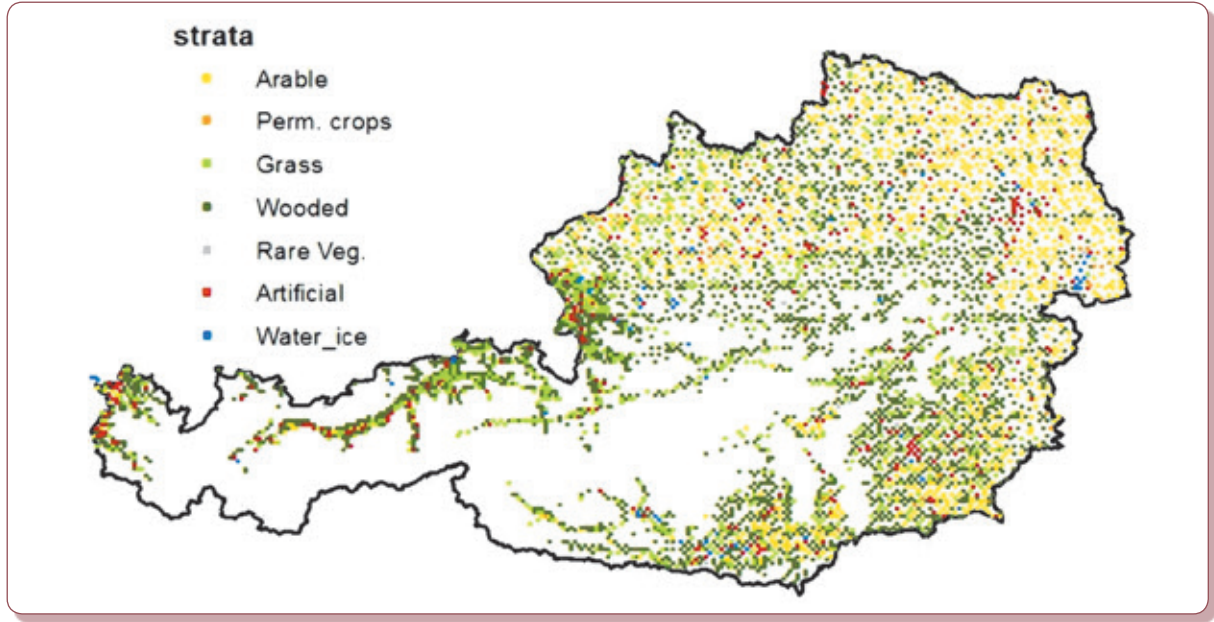 strata
Arable
Perm. crops
Grass
Wooded
Rare Veg.
Artificial
Water_ice